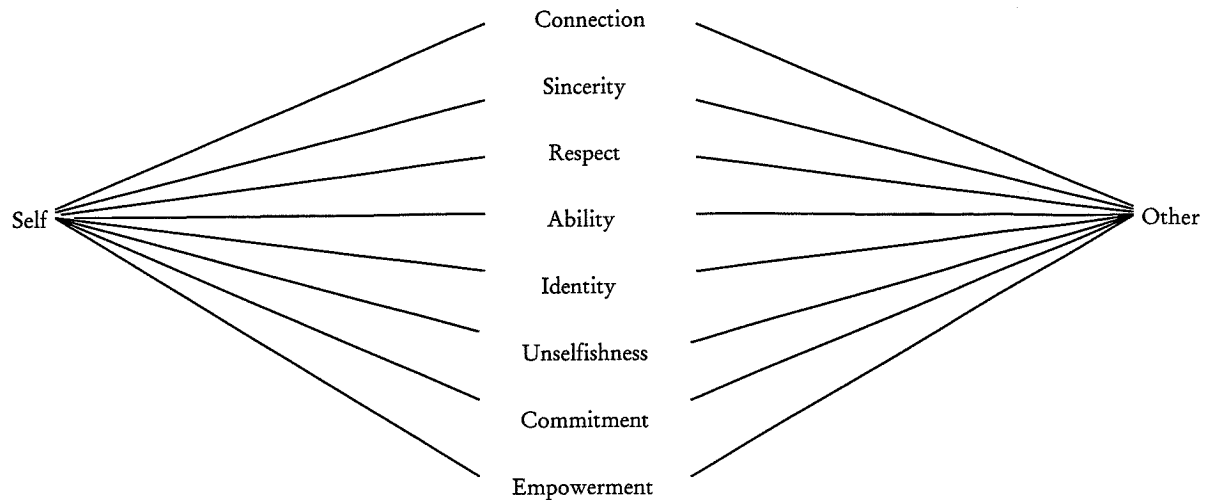 Connection
Sincerity
Respect
Self
Ability
Other
Identity
Unselfishness
Commitment
Empowerment